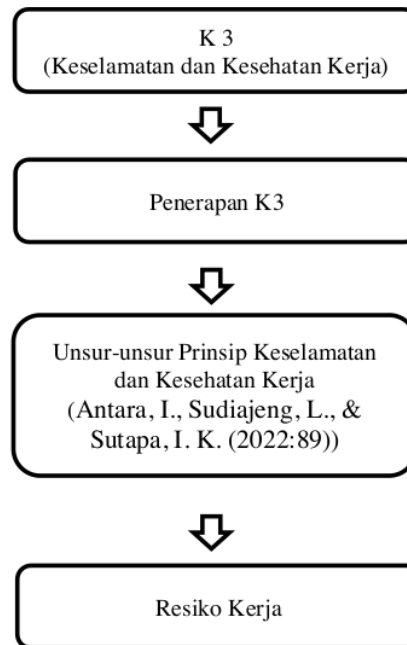 K 3
(Keselamatan dan Kesehatan Kerja)
Penerapan K3
Unsur-unsur Prinsip Keselamatan
dan Kesehatan Kerja
(Antara, I., Sudiajeng, L., &
Sutapa, I. K. (2022:89))
Resiko Kerja